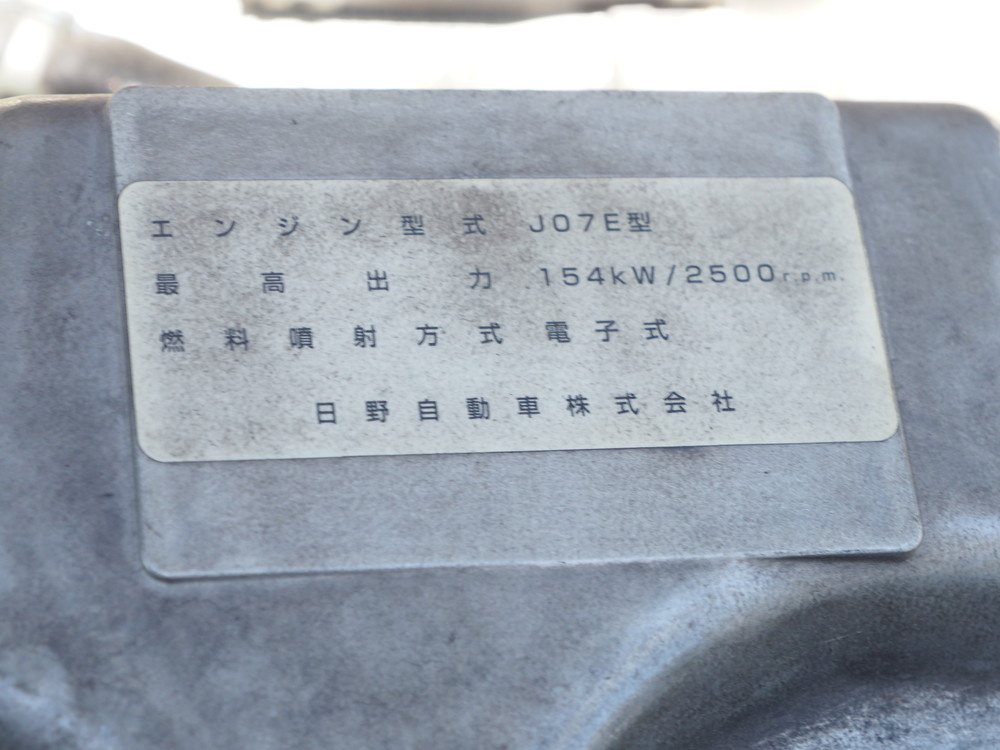 エンジン型式 J07E型
最高出力 154kW/2500r.p.m.
燃料噴射方式 電子式
日野自動車株式会社